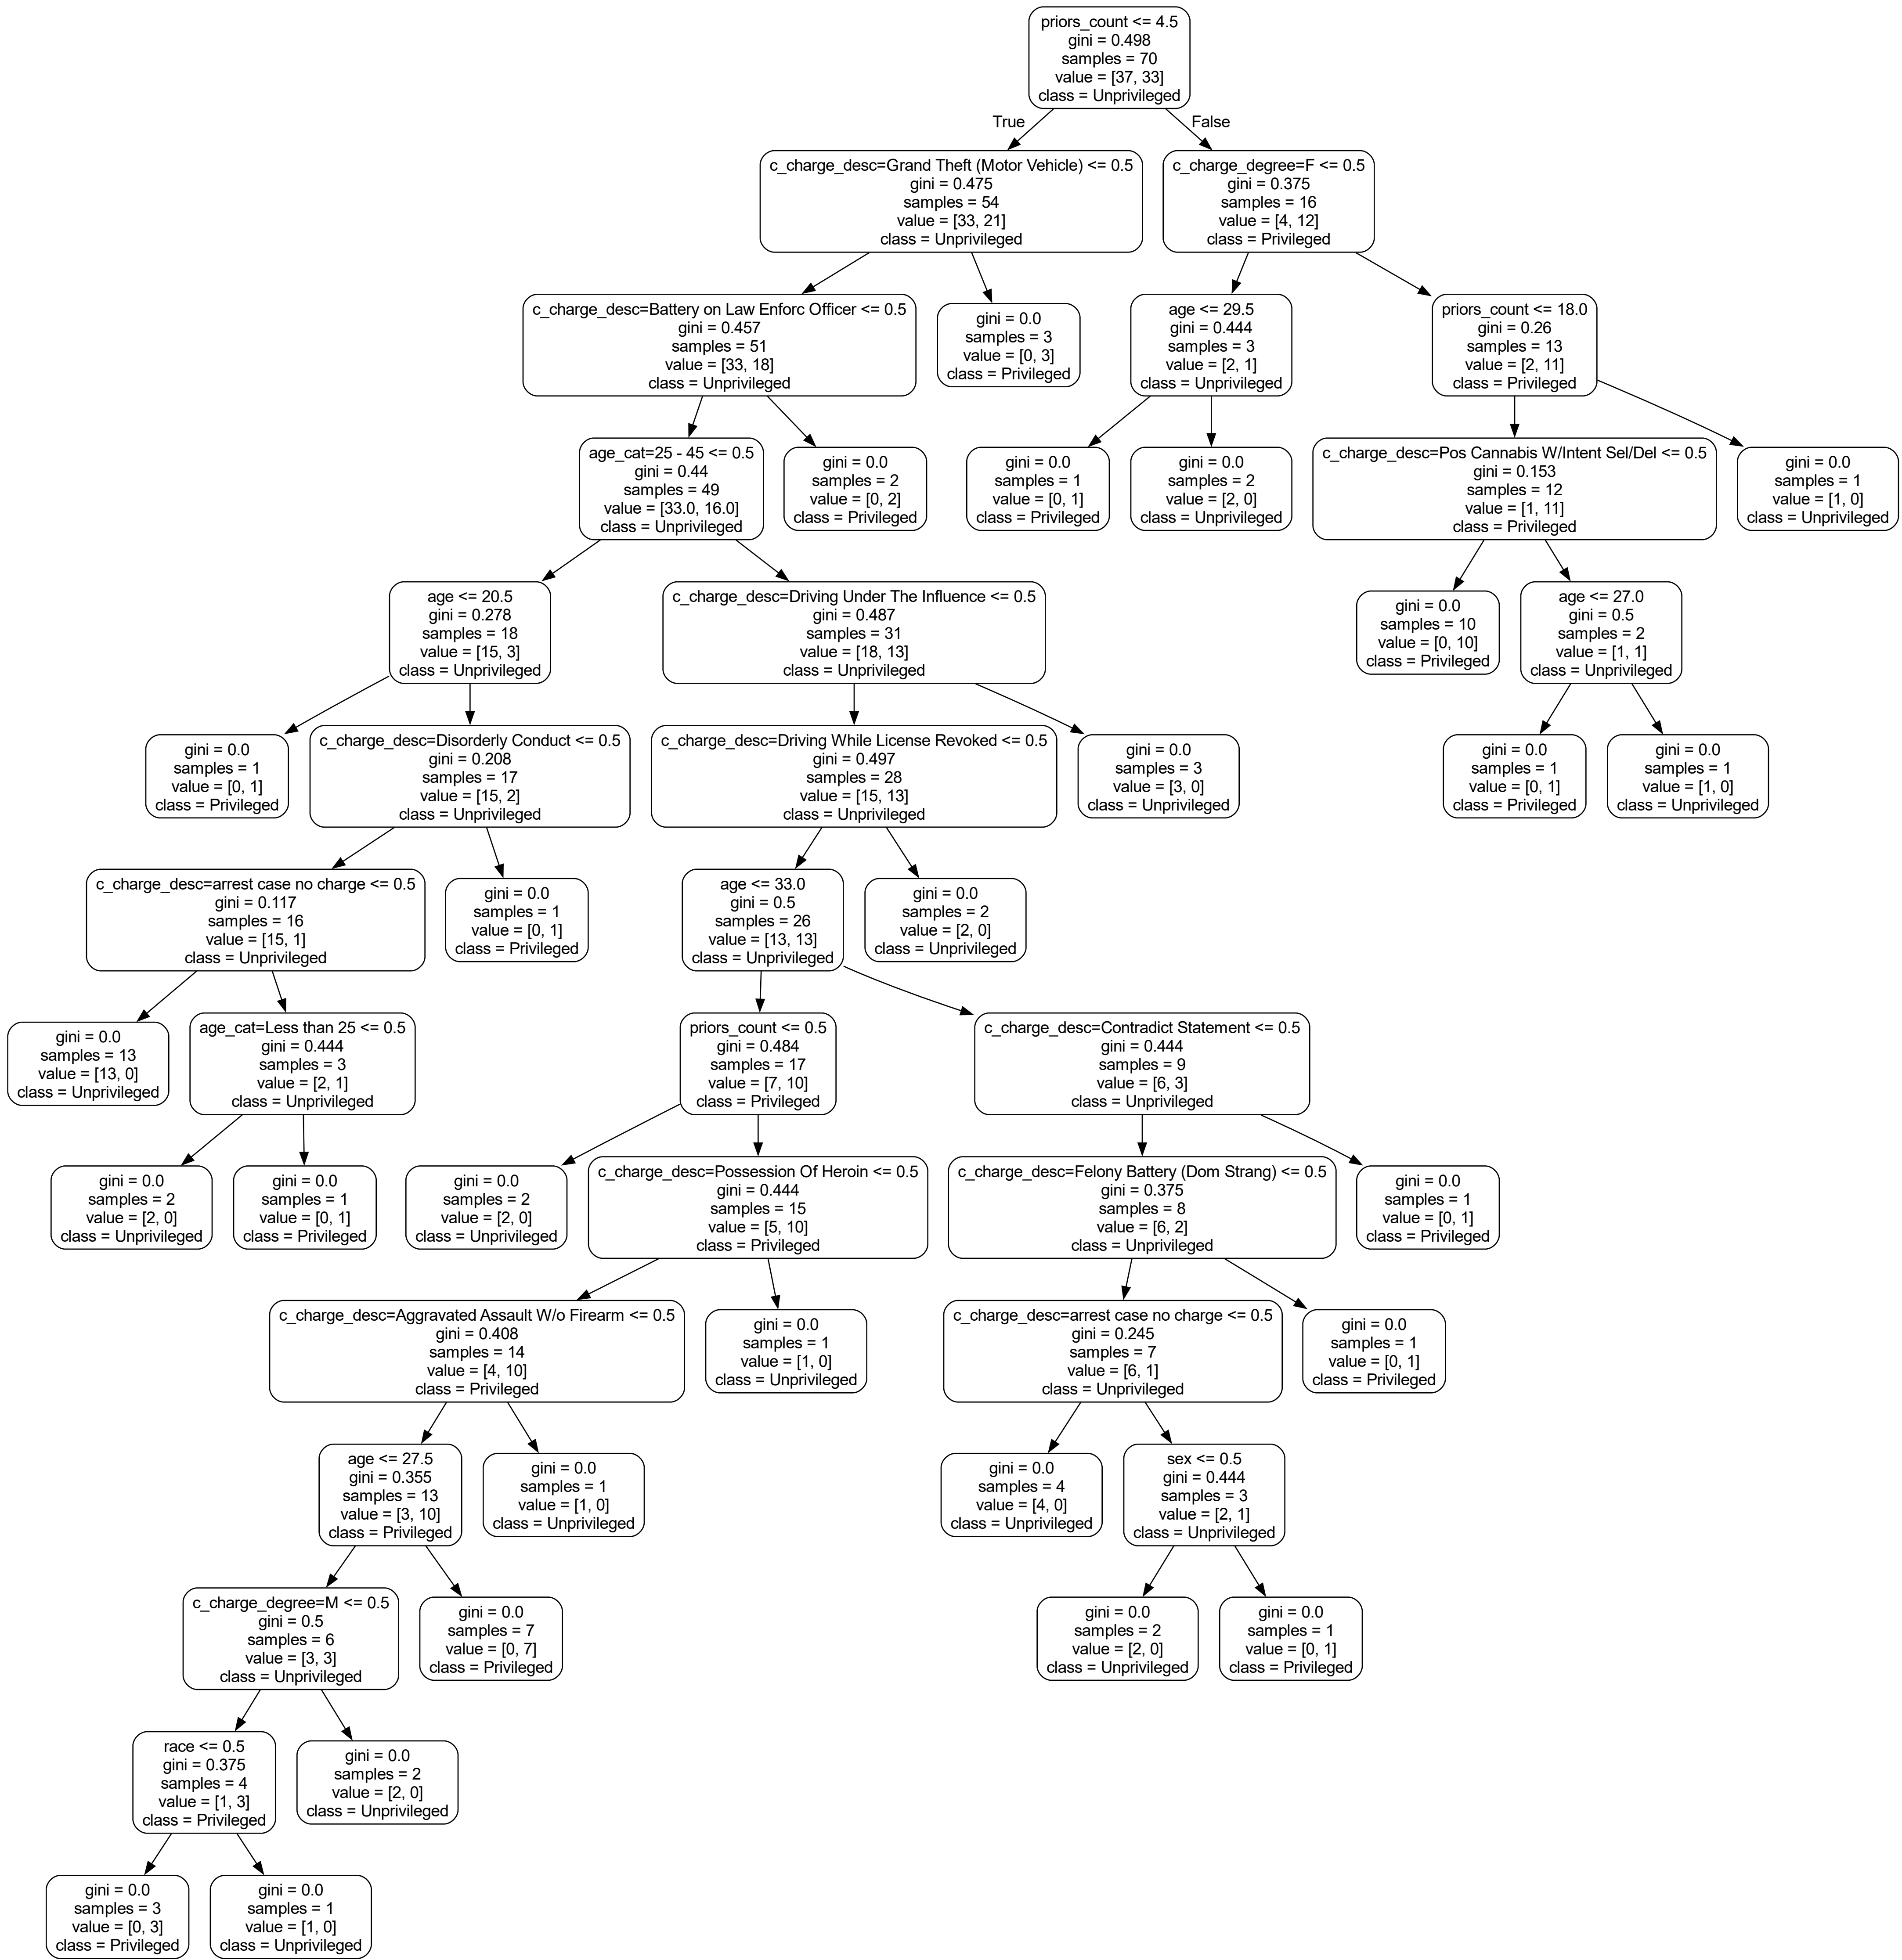 priors_count <= 4.5
gini = 0.498
samples = 70
value = [37, 33]
class = Unprivileged
True
False
c_charge_desc=Grand Theft (Motor Vehicle) <= 0.5
gini = 0.475
samples = 54
value = [33, 21]
class = Unprivileged
c_charge_degree=F <= 0.5
gini = 0.375
samples = 16
value = [4, 12]
class = Privileged
c_charge_desc=Battery on Law Enforc Officer <= 0.5
gini = 0.457
samples = 51
value = [33, 18]
class = Unprivileged
gini = 0.0
samples = 3
value = [0, 3]
class = Privileged
age <= 29.5
gini = 0.444
samples = 3
value = [2, 1]
class = Unprivileged
priors_count <= 18.0
gini = 0.26
samples = 13
value = [2, 11]
class = Privileged
age_cat=25 - 45 <= 0.5
gini = 0.44
samples = 49
value = [33.0, 16.0]
class = Unprivileged
gini = 0.0
samples = 2
value = [0, 2]
class = Privileged
gini = 0.0
samples = 1
value = [0, 1]
class = Privileged
gini = 0.0
samples = 2
value = [2, 0]
class = Unprivileged
c_charge_desc=Pos Cannabis W/Intent Sel/Del <= 0.5
gini = 0.153
samples = 12
value = [1, 11]
class = Privileged
gini = 0.0
samples = 1
value = [1, 0]
class = Unprivileged
age <= 20.5
gini = 0.278
samples = 18
value = [15, 3]
class = Unprivileged
c_charge_desc=Driving Under The Influence <= 0.5
gini = 0.487
samples = 31
value = [18, 13]
class = Unprivileged
gini = 0.0
samples = 10
value = [0, 10]
class = Privileged
age <= 27.0
gini = 0.5
samples = 2
value = [1, 1]
class = Unprivileged
gini = 0.0
samples = 1
value = [0, 1]
class = Privileged
c_charge_desc=Disorderly Conduct <= 0.5
gini = 0.208
samples = 17
value = [15, 2]
class = Unprivileged
c_charge_desc=Driving While License Revoked <= 0.5
gini = 0.497
samples = 28
value = [15, 13]
class = Unprivileged
gini = 0.0
samples = 3
value = [3, 0]
class = Unprivileged
gini = 0.0
samples = 1
value = [0, 1]
class = Privileged
gini = 0.0
samples = 1
value = [1, 0]
class = Unprivileged
c_charge_desc=arrest case no charge <= 0.5
gini = 0.117
samples = 16
value = [15, 1]
class = Unprivileged
gini = 0.0
samples = 1
value = [0, 1]
class = Privileged
age <= 33.0
gini = 0.5
samples = 26
value = [13, 13]
class = Unprivileged
gini = 0.0
samples = 2
value = [2, 0]
class = Unprivileged
gini = 0.0
samples = 13
value = [13, 0]
class = Unprivileged
age_cat=Less than 25 <= 0.5
gini = 0.444
samples = 3
value = [2, 1]
class = Unprivileged
priors_count <= 0.5
gini = 0.484
samples = 17
value = [7, 10]
class = Privileged
c_charge_desc=Contradict Statement <= 0.5
gini = 0.444
samples = 9
value = [6, 3]
class = Unprivileged
gini = 0.0
samples = 2
value = [2, 0]
class = Unprivileged
gini = 0.0
samples = 1
value = [0, 1]
class = Privileged
gini = 0.0
samples = 2
value = [2, 0]
class = Unprivileged
c_charge_desc=Possession Of Heroin <= 0.5
gini = 0.444
samples = 15
value = [5, 10]
class = Privileged
c_charge_desc=Felony Battery (Dom Strang) <= 0.5
gini = 0.375
samples = 8
value = [6, 2]
class = Unprivileged
gini = 0.0
samples = 1
value = [0, 1]
class = Privileged
c_charge_desc=Aggravated Assault W/o Firearm <= 0.5
gini = 0.408
samples = 14
value = [4, 10]
class = Privileged
gini = 0.0
samples = 1
value = [1, 0]
class = Unprivileged
c_charge_desc=arrest case no charge <= 0.5
gini = 0.245
samples = 7
value = [6, 1]
class = Unprivileged
gini = 0.0
samples = 1
value = [0, 1]
class = Privileged
age <= 27.5
gini = 0.355
samples = 13
value = [3, 10]
class = Privileged
gini = 0.0
samples = 1
value = [1, 0]
class = Unprivileged
gini = 0.0
samples = 4
value = [4, 0]
class = Unprivileged
sex <= 0.5
gini = 0.444
samples = 3
value = [2, 1]
class = Unprivileged
c_charge_degree=M <= 0.5
gini = 0.5
samples = 6
value = [3, 3]
class = Unprivileged
gini = 0.0
samples = 7
value = [0, 7]
class = Privileged
gini = 0.0
samples = 2
value = [2, 0]
class = Unprivileged
gini = 0.0
samples = 1
value = [0, 1]
class = Privileged
race <= 0.5
gini = 0.375
samples = 4
value = [1, 3]
class = Privileged
gini = 0.0
samples = 2
value = [2, 0]
class = Unprivileged
gini = 0.0
samples = 3
value = [0, 3]
class = Privileged
gini = 0.0
samples = 1
value = [1, 0]
class = Unprivileged